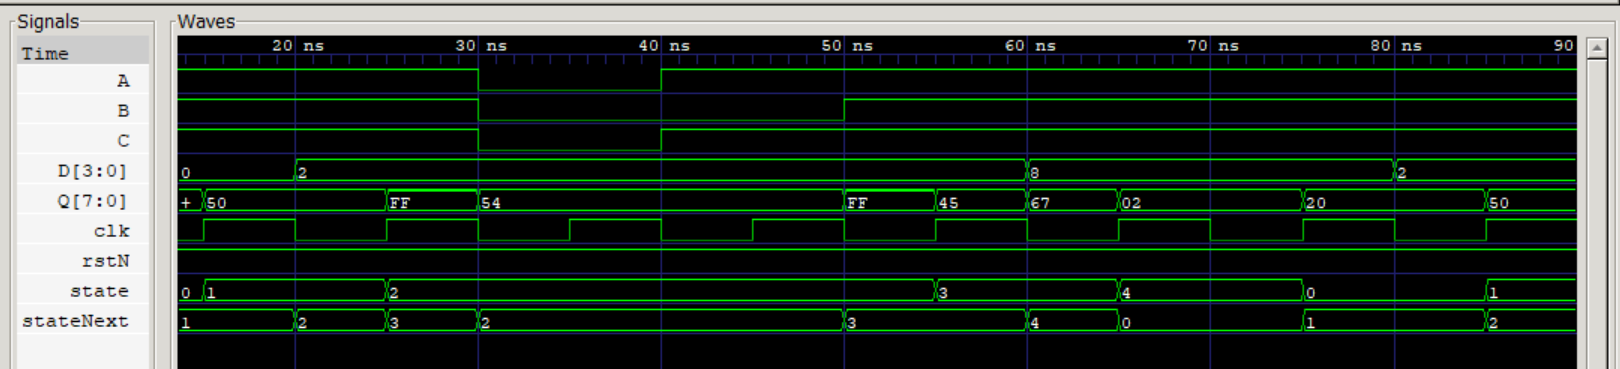 Signals Waves
Time 20 ns 30 ns 40 ns 50 ns 60 ns 70 ns 80 ns 90
A
B
C
D[3:0] 0 2 8 2
Q[7:0] + 50 FF 54 FF 45 67 02 20 50
clk
rstN
state 0 1 2 3 4 0 1
stateNext 1 2 3 2 3 4 0 1 2